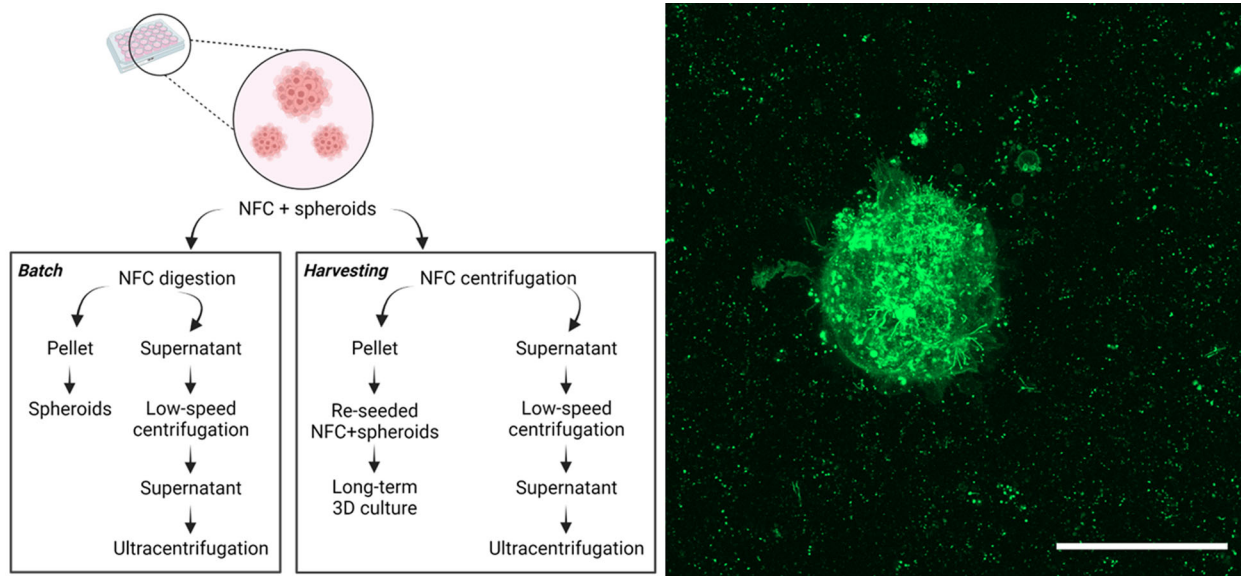 NFC + spheroids
Batch
NFC digestion
Pellet
Supernatant
Spheroids
Low-speed
centrifugation
Supernatant
Ultracentrifugation
Harvesting
NFC centrifugation
Pellet
Supernatant
Re-seeded
NFC+spheroids
Low-speed
centrifugation
Long-term
3D culture
Supernatant
Ultracentrifugation